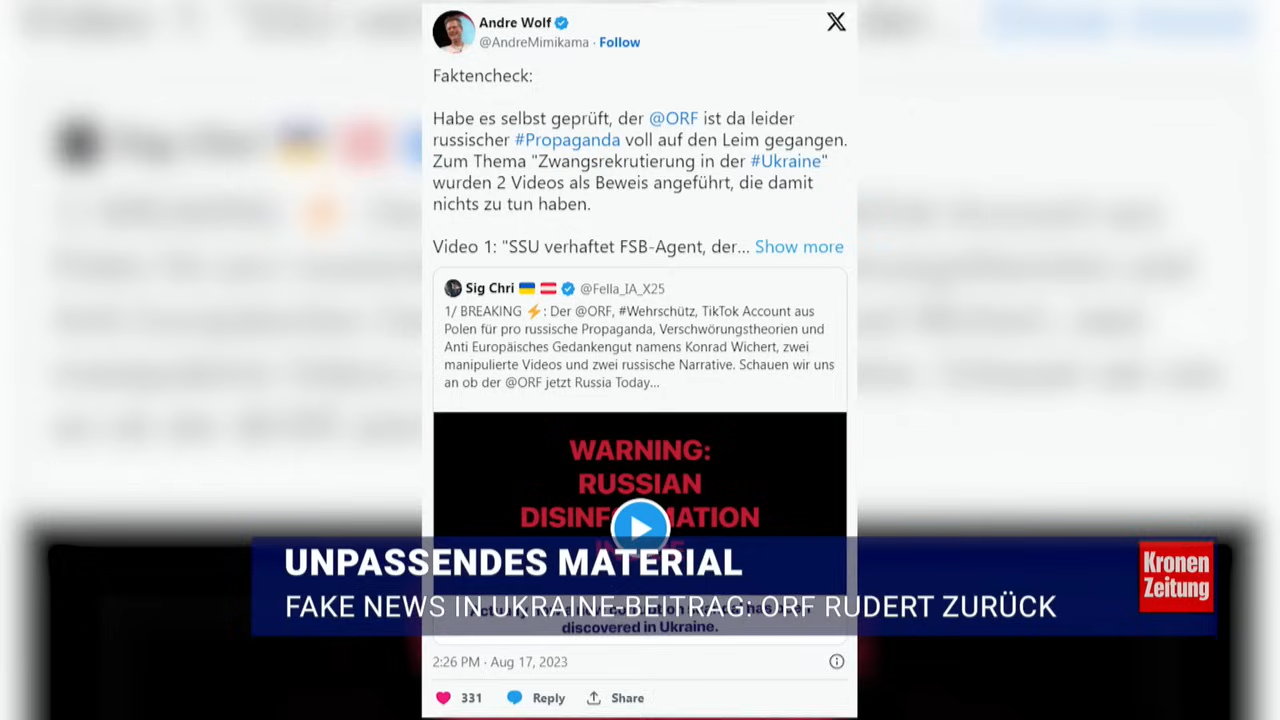 Andre Wolf
@AndreMimikama · Follow
Faktencheck:
Habe es selbst geprüft, der @ORF ist da leider
russischer #Propaganda voll auf den Leim gegangen.
Zum Thema "Zwangsrekrutierung in der #Ukraine"
wurden 2 Videos als Beweis angeführt, die damit
nichts zu tun haben.
Video 1: "SSU verhaftet FSB-Agent, der... Show more
Sig Chri 🇺🇦 🇦🇹 @Fella_IA_X25
1/ BREAKING ⚡: Der @ORF, #Wehrschütz, TikTok Account aus
Polen für pro russische Propaganda, Verschwörungstheorien und
Anti Europäisches Gedankengut namens Konrad Wichert, zwei
manipulierte Videos und zwei russische Narrative. Schauen wir uns
an ob der @ORF jetzt Russia Today...
WARNING:
RUSSIAN
UNPASSENDES MATERIAL
FAKE NEWS IN UKRAINE-BEITRAG: ORF RUDERT ZURÜCK
Kronen
Zeitung
discovered in Ukraine.
2:26 PM · Aug 17, 2023
331 Reply Share